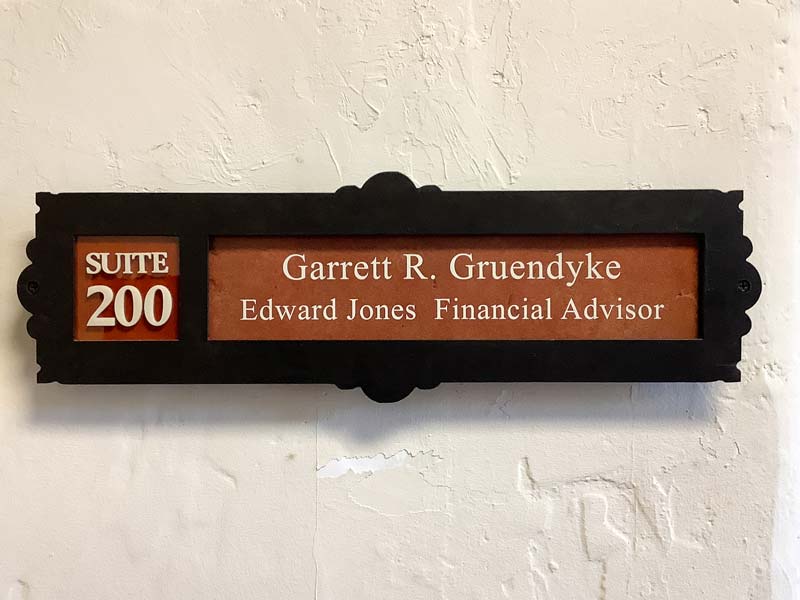 SUITE
200
Garrett R. Gruendyke
Edward Jones Financial Advisor